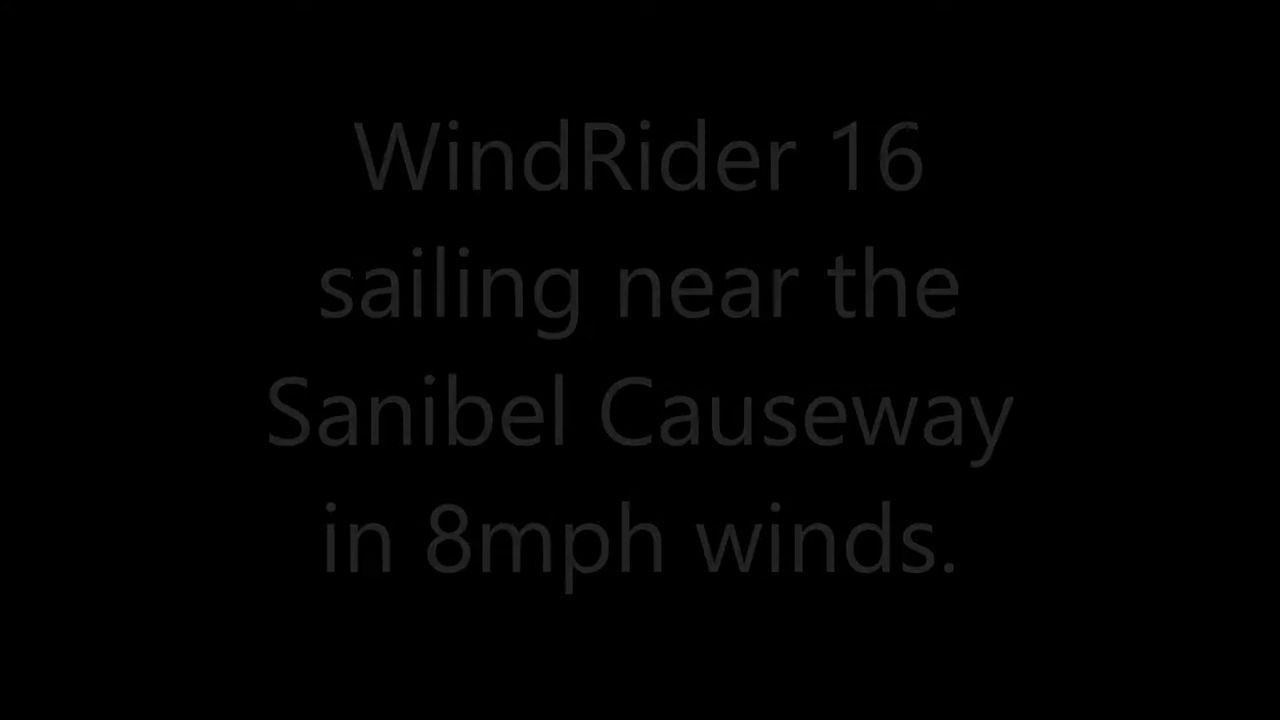 WindRider 16
sailing near the
Sanibel Causeway
in 8mph winds.